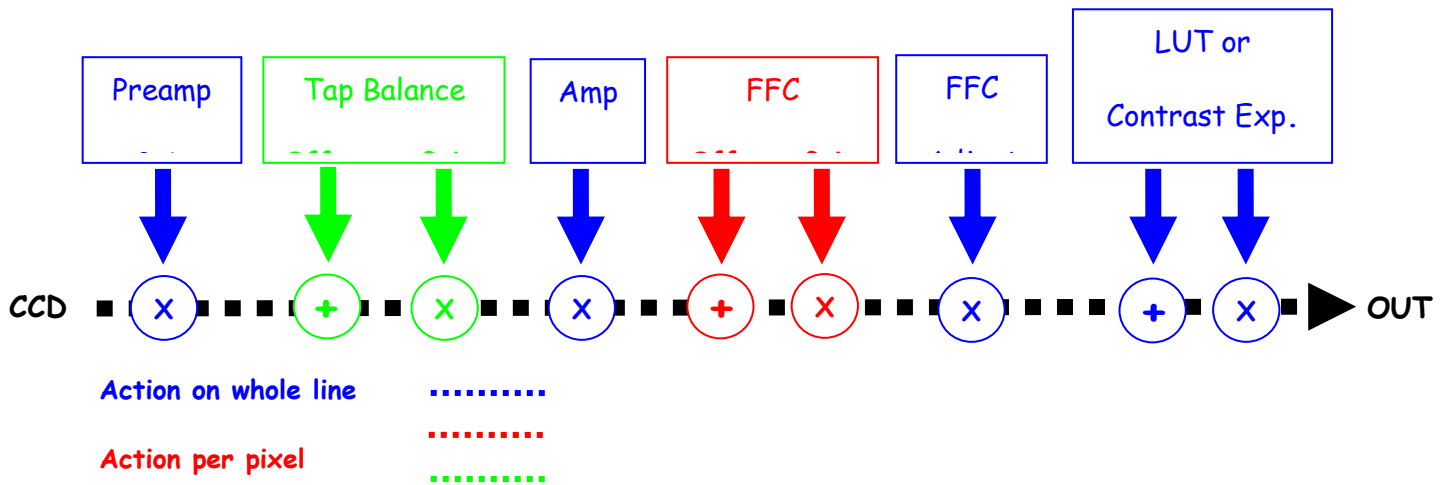 Preamp
Tap Balance
Amp
FFC
FFC
LUT or
Contrast Exp.
CCD X + X X + X X + X OUT
Action on whole line
Action per pixel